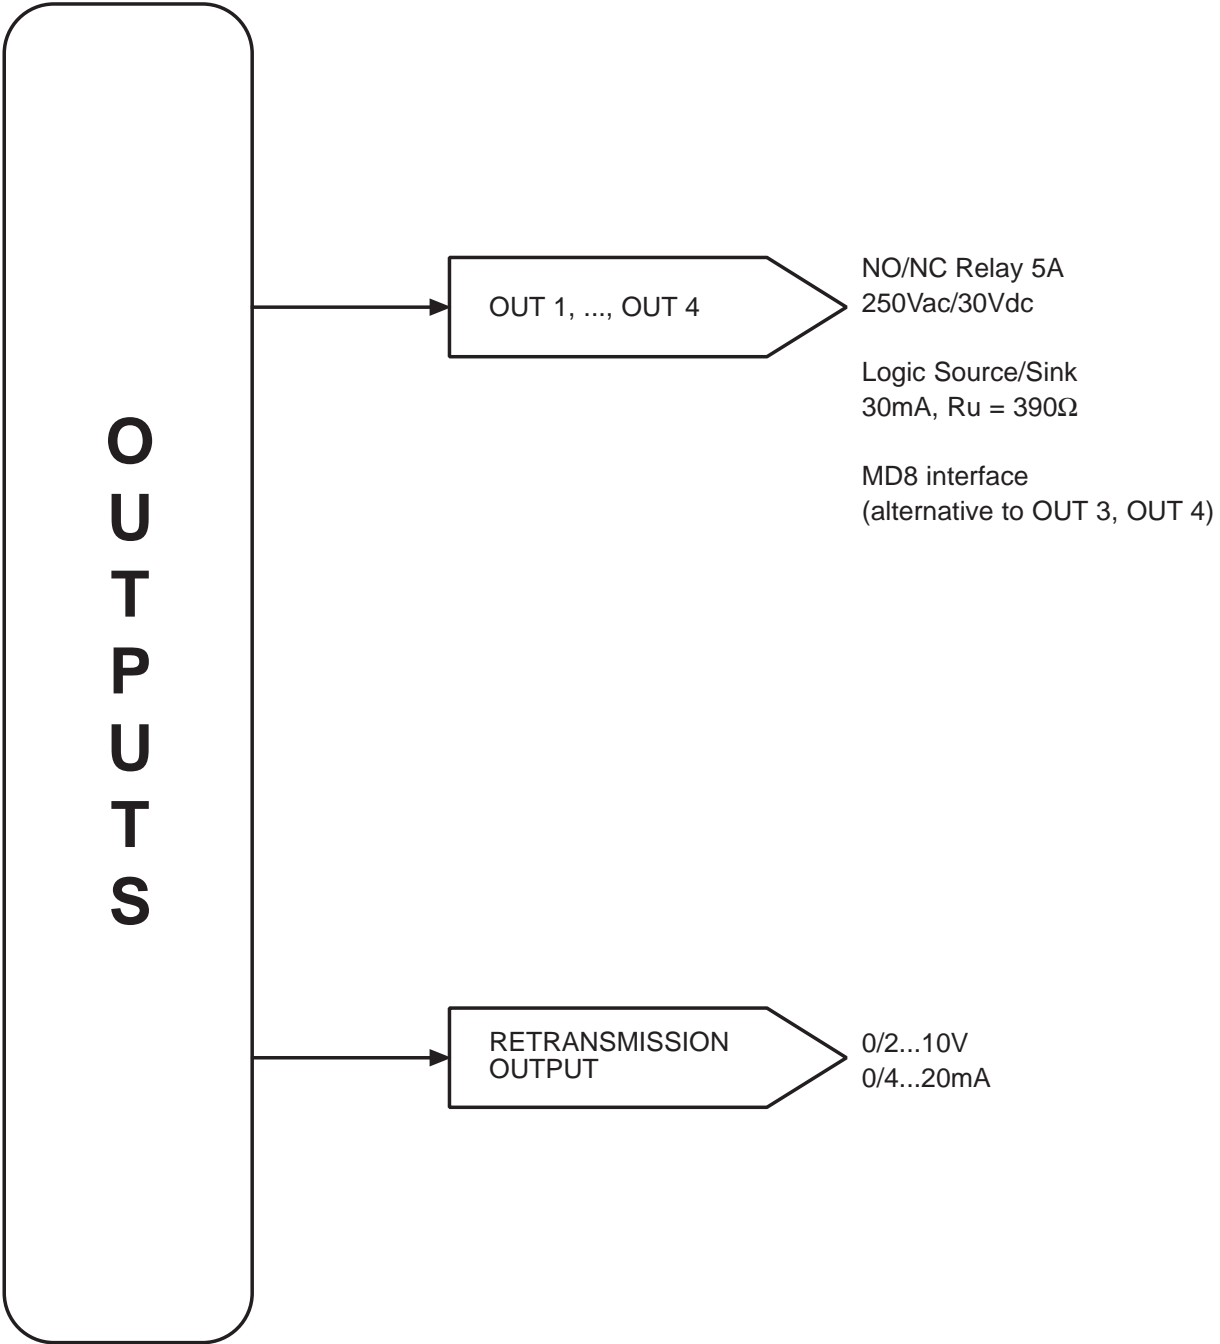 OUTPUTS
OUT 1, ..., OUT 4
NO/NC Relay 5A
250Vac/30Vdc
Logic Source/Sink
30mA, Ru = 390Ω
MD8 interface
(alternative to OUT 3, OUT 4)
RETRANSMISSION
OUTPUT
0/2...10V
0/4...20mA